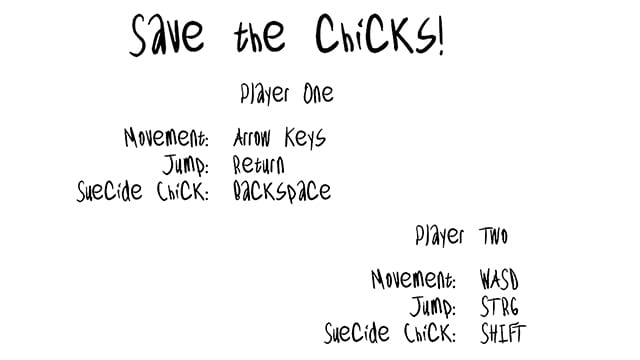 Save the ChiCKS!
Player One
Movement: Arrow Keys
Jump: Return
SueCide ChiCK: BACKSPACE
Player Two
Movement: WASD
Jump: STRG
SueCide ChiCK: SHIFT